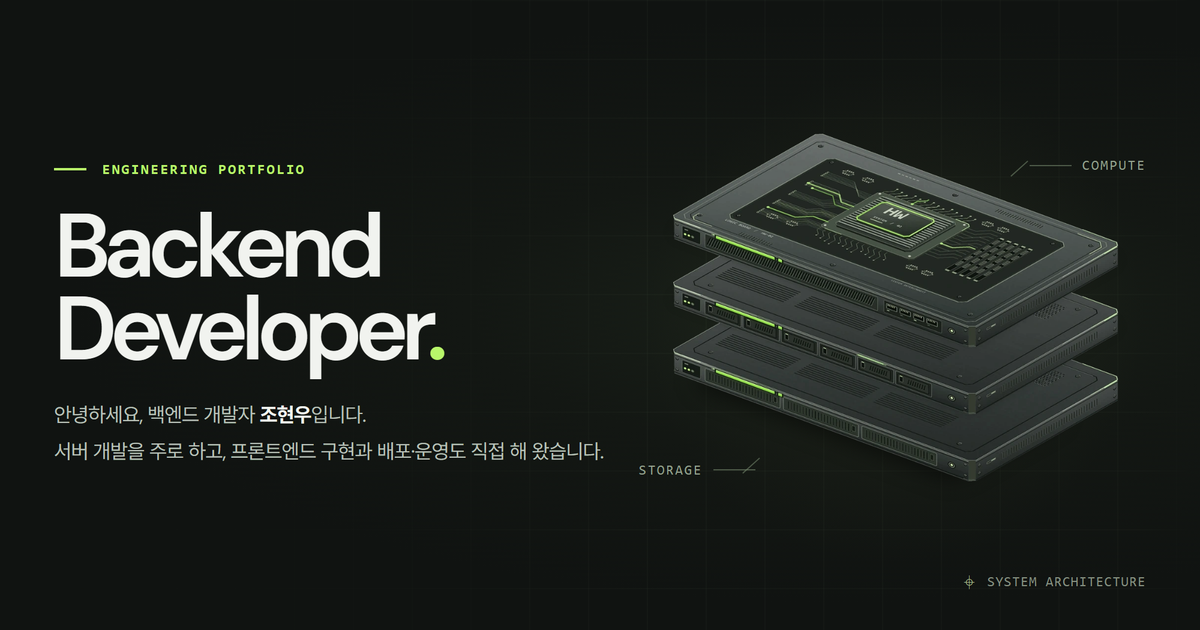 ENGINEERING PORTFOLIO
Backend
Developer.
안녕하세요, 백엔드 개발자 조현우입니다.
서버 개발을 주로 하고, 프론트엔드 구현과 배포·운영도 직접 해 왔습니다.
COMPUTE
HW
STORAGE
SYSTEM ARCHITECTURE